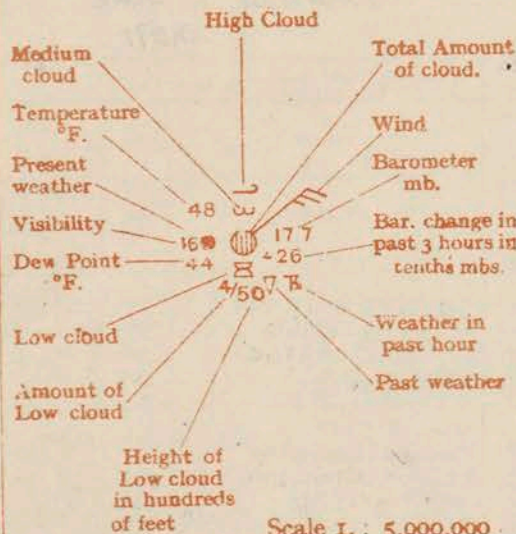 High Cloud
Medium
cloud
Total Amount
of cloud.
Temperature
°F.
Wind
Present
weather
Barometer
mb.
48
Visibility
16
177
Bar. change in
past 3 hours in
tenths mbs.
Dew Point
°F.
44
-26
4/50
Low cloud
Weather in
past hour
Amount of
Low cloud
Past weather
Height of
Low cloud
in hundreds
of feet
Scale 1 : 5,000,000